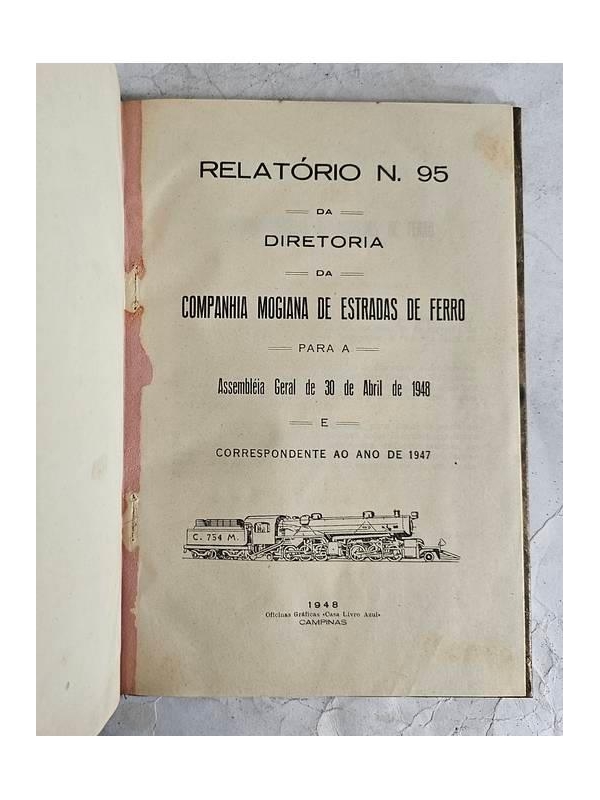 RELATÓRIO N. 95
DA
DIRETORIA
DA
COMPANHIA MOGIANA DE ESTRADAS DE FERRO
PARA A
Assembléia Geral de 30 de Abril de 1948
E
CORRESPONDENTE AO ANO DE 1947
C. 754 M.
1948
Oficinas Gráficas «Casa Livro Azul»
CAMPINAS